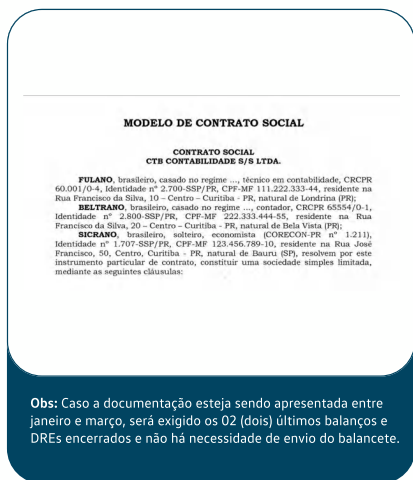 MODELO DE CONTRATO SOCIAL
CONTRATO SOCIAL
CTB CONTABILIDADE S/S LTDA.
FULANO, brasileiro, casado no regime ..., técnico em contabilidade, CRCPR
60.001/0-4, Identidade nº 2.700-SSP/PR, CPF-MF 111.222.333-44, residente na
Rua Francisco da Silva, 10 – Centro – Curitiba - PR, natural de Londrina (PR);
BELTRANO, brasileiro, casado no regime ..., contador, CRCPR 65554/0-1,
Identidade nº 2.800-SSP/PR, CPF-MF 222.333.444-55, residente na Rua
Francisco da Silva, 20 – Centro – Curitiba - PR, natural de Bela Vista (PR);
SICRANO, brasileiro, solteiro, economista (CORECON-PR nº 1.211),
Identidade nº 1.707-SSP/PR, CPF-MF 123.456.789-10, residente na Rua José
Francisco, 50, Centro, Curitiba - PR, natural de Bauru (SP), resolvem por este
instrumento particular de contrato, constituir uma sociedade simples limitada,
mediante as seguintes cláusulas:
Obs: Caso a documentação esteja sendo apresentada entre
janeiro e março, será exigido os 02 (dois) últimos balanços e
DREs encerrados e não há necessidade de envio do balancete.